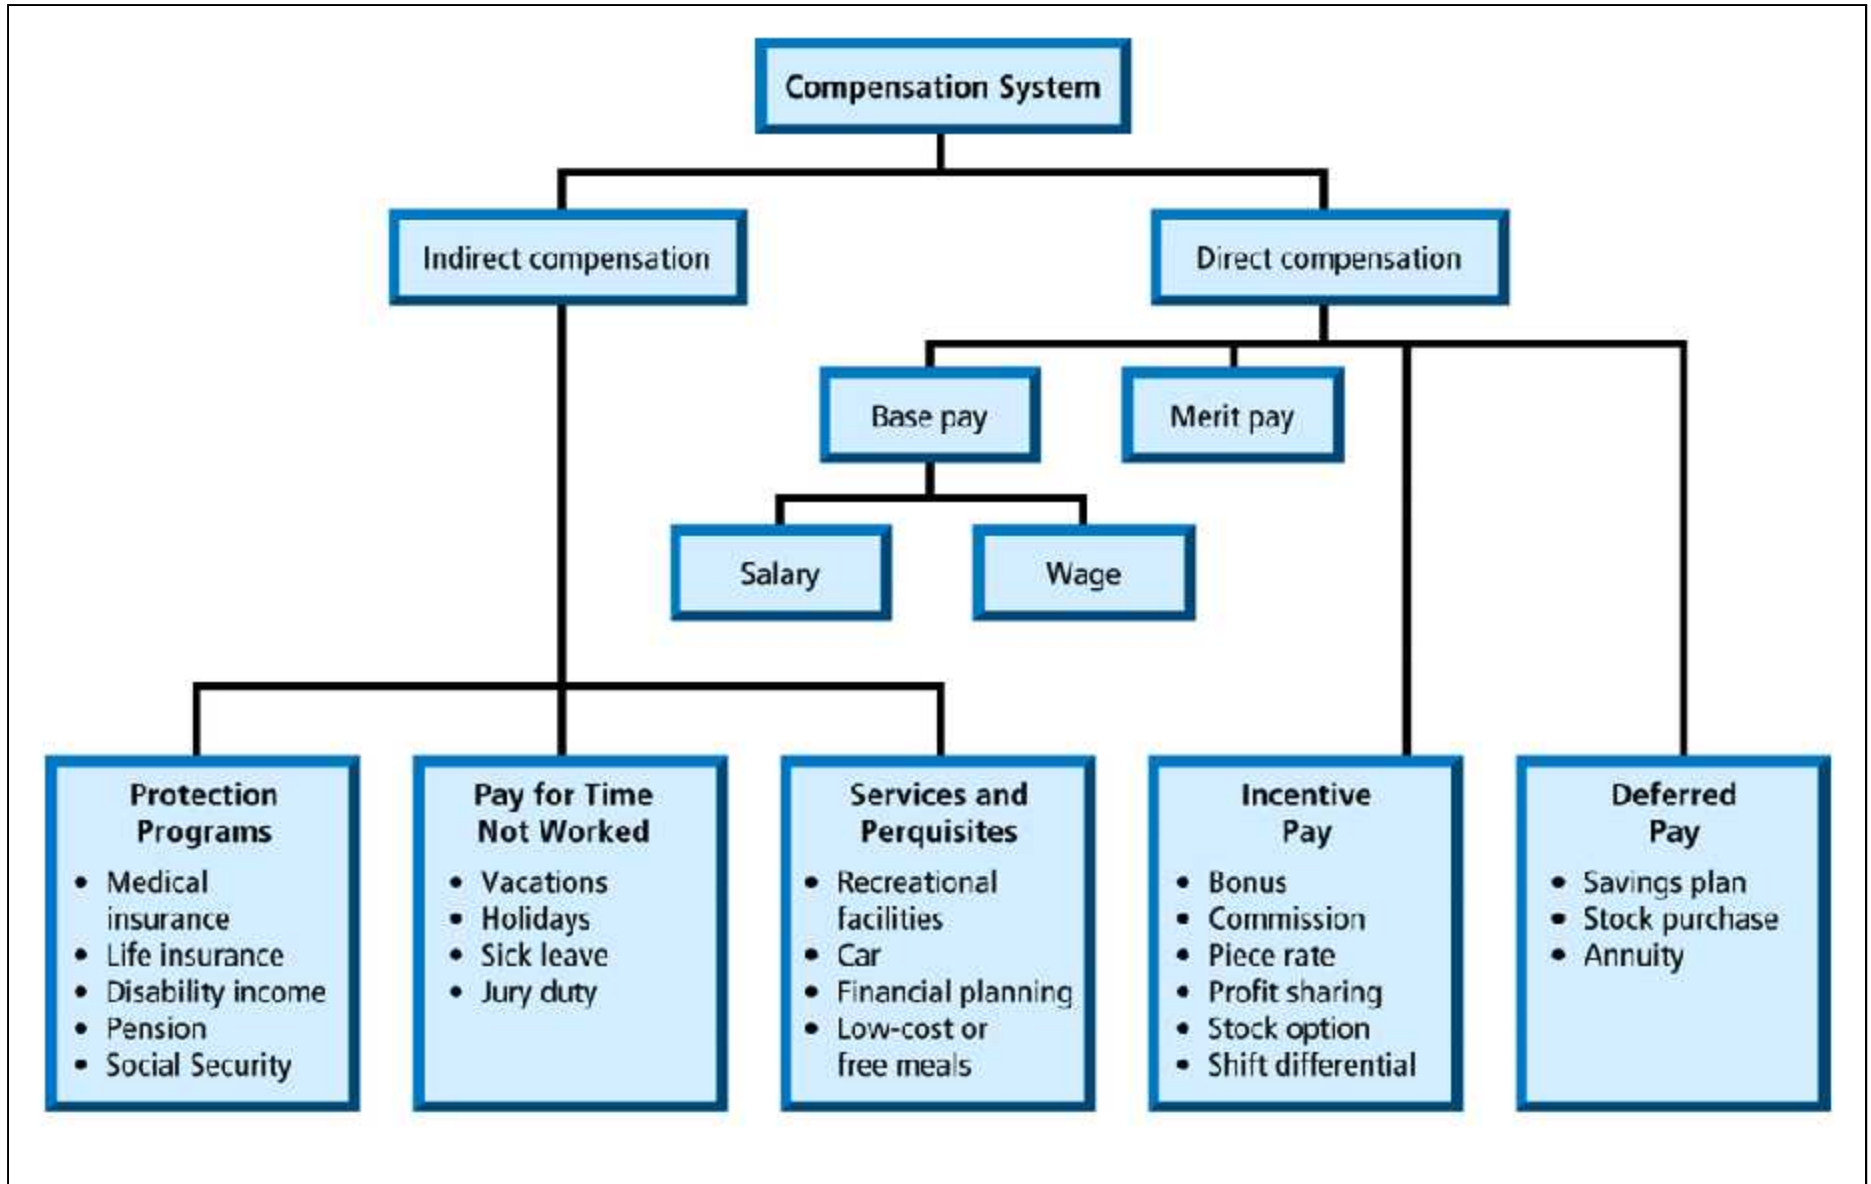 Compensation System
Indirect compensation
Direct compensation
Base pay
Merit pay
Salary
Wage
Protection
Programs
• Medical
insurance
• Life insurance
• Disability income
• Pension
• Social Security
Pay for Time
Not Worked
• Vacations
• Holidays
• Sick leave
• Jury duty
Services and
Perquisites
• Recreational
facilities
• Car
• Financial planning
• Low-cost or
free meals
Incentive
Pay
• Bonus
• Commission
• Piece rate
• Profit sharing
• Stock option
• Shift differential
Deferred
Pay
• Savings plan
• Stock purchase
• Annuity